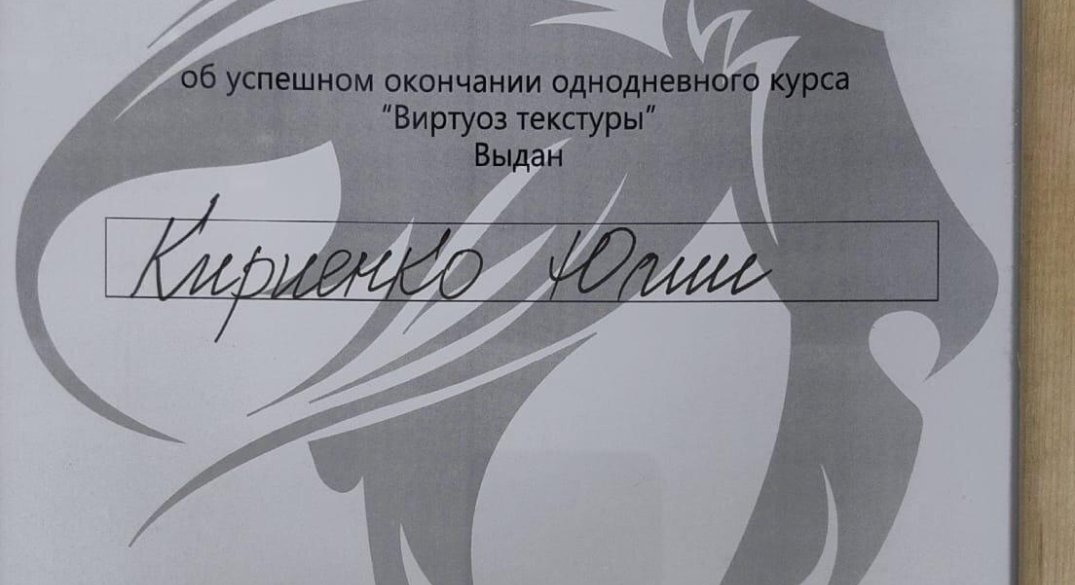 об успешном окончании однодневного курса
"Виртуоз текстуры"
Выдан
Кириенко Юлии